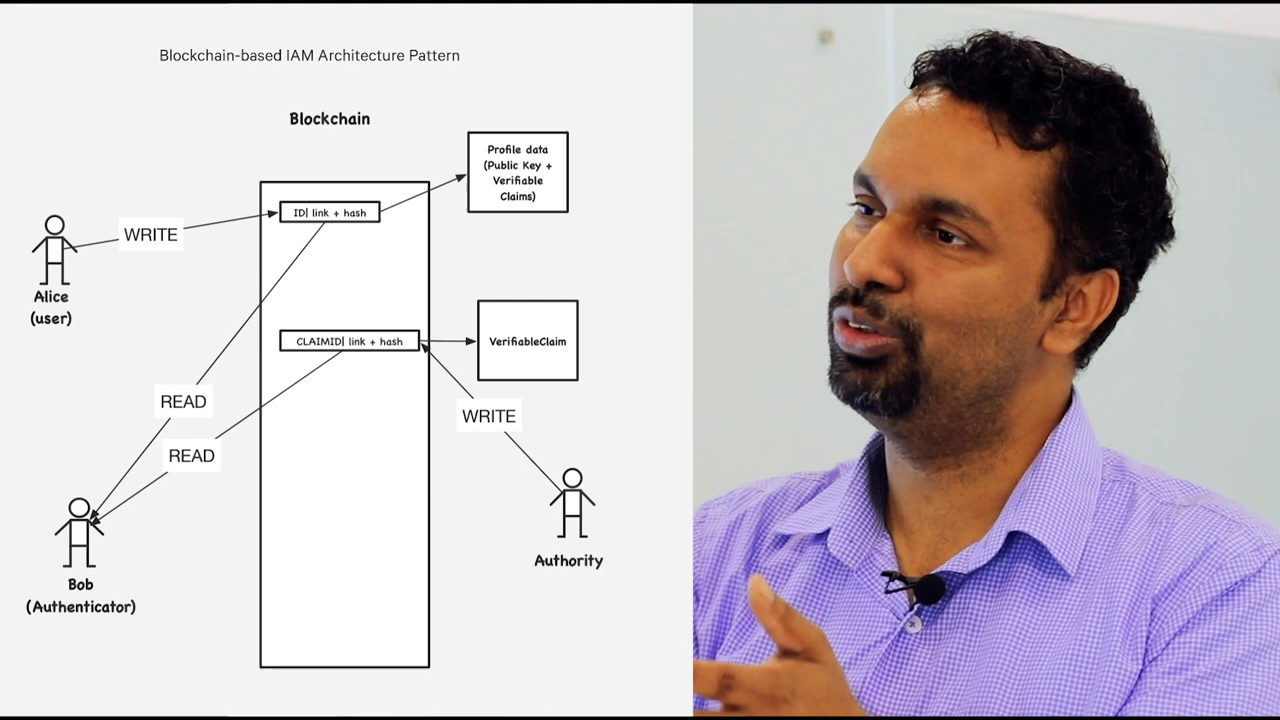 Blockchain-based IAM Architecture Pattern
Blockchain
Profile data
(Public Key +
Verifiable
Claims)
ID| link + hash
WRITE
Alice
(user)
CLAIMID| link + hash
VerifiableClaim
READ
WRITE
READ
Authority
Bob
(Authenticator)